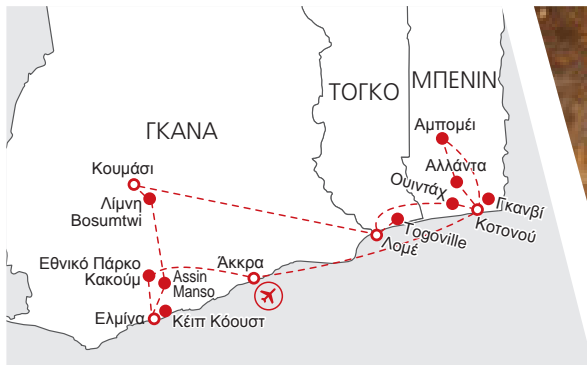 ΓΚΑΝΑ
ΤΟΓΚΟ
ΜΠΕΝΙΝ
Αμπομέι
Αλλάντα
Ουιντάχ
Γκανβί
Κοτονού
Togoville
Λομέ
Κουμάσι
Λίμνη
Bosumtwi
Εθνικό Πάρκο
Κακούμ
Assin
Manso
Άκκρα
Ελμίνα
Κέιπ Κόουστ